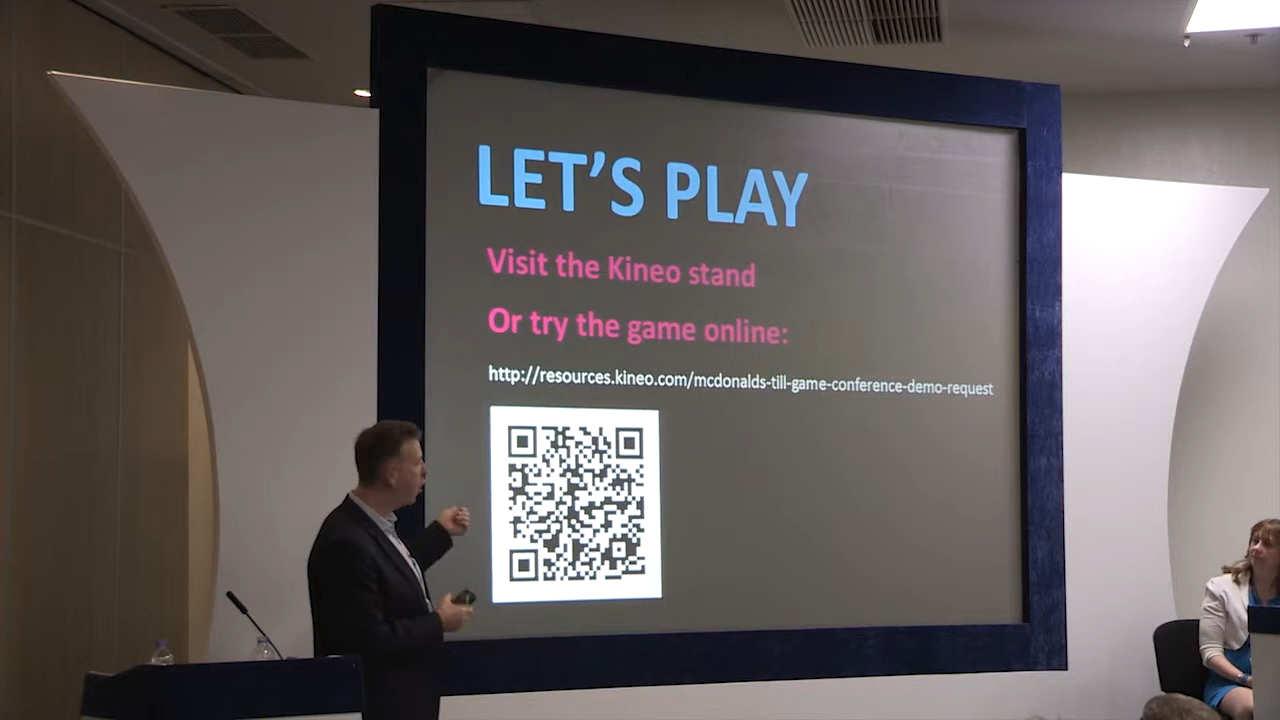 LET'S PLAY
Visit the Kineo stand
Or try the game online:
http://resources.kineo.com/mcdonalds-till-game-conference-demo-request